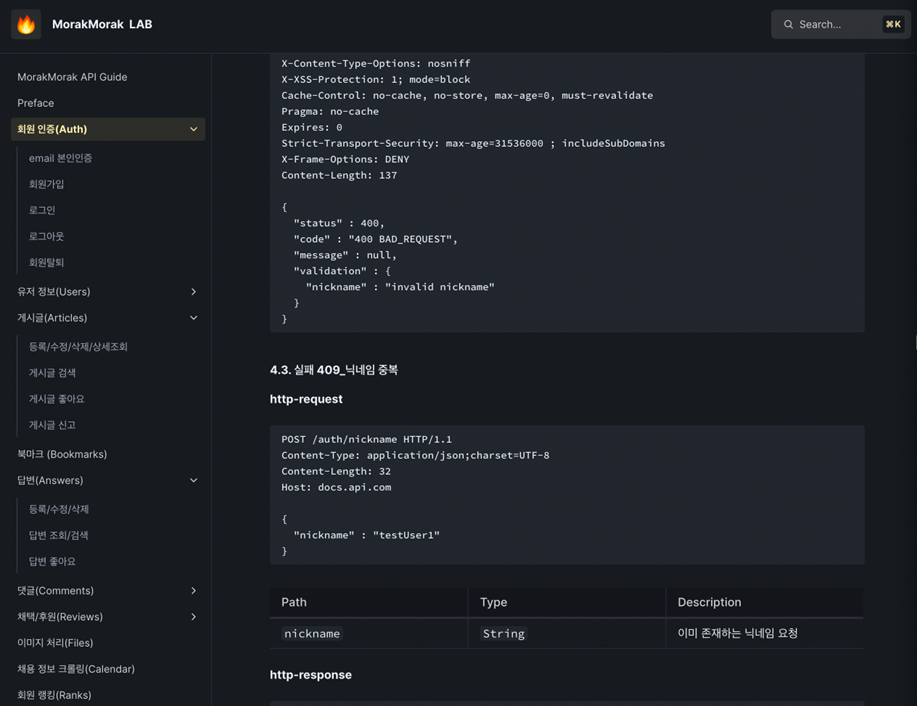 MorakMorak LAB
Search...
⌘K
MorakMorak API Guide
Preface
회원 인증(Auth)
email 본인인증
회원가입
로그인
로그아웃
회원탈퇴
유저 정보(Users)
게시글(Articles)
등록/수정/삭제/상세조회
게시글 검색
게시글 좋아요
게시글 신고
북마크 (Bookmarks)
답변(Answers)
등록/수정/삭제
답변 조회/검색
답변 좋아요
댓글(Comments)
채택/후원(Reviews)
이미지 처리(Files)
채용 정보 크롤링(Calendar)
회원 랭킹(Ranks)
X-Content-Type-Options: nosniff
X-XSS-Protection: 1; mode=block
Cache-Control: no-cache, no-store, max-age=0, must-revalidate
Pragma: no-cache
Expires: 0
Strict-Transport-Security: max-age=31536000 ; includeSubDomains
X-Frame-Options: DENY
Content-Length: 137
{
"status" : 400,
"code" : "400 BAD_REQUEST",
"message" : null,
"validation" : {
"nickname" : "invalid nickname"
}
}
4.3. 실패 409_닉네임 중복
http-request
POST /auth/nickname HTTP/1.1
Content-Type: application/json;charset=UTF-8
Content-Length: 32
Host: docs.api.com
{
"nickname" : "testUser1"
}
Path Type Description
nickname String 이미 존재하는 닉네임 요청
http-response